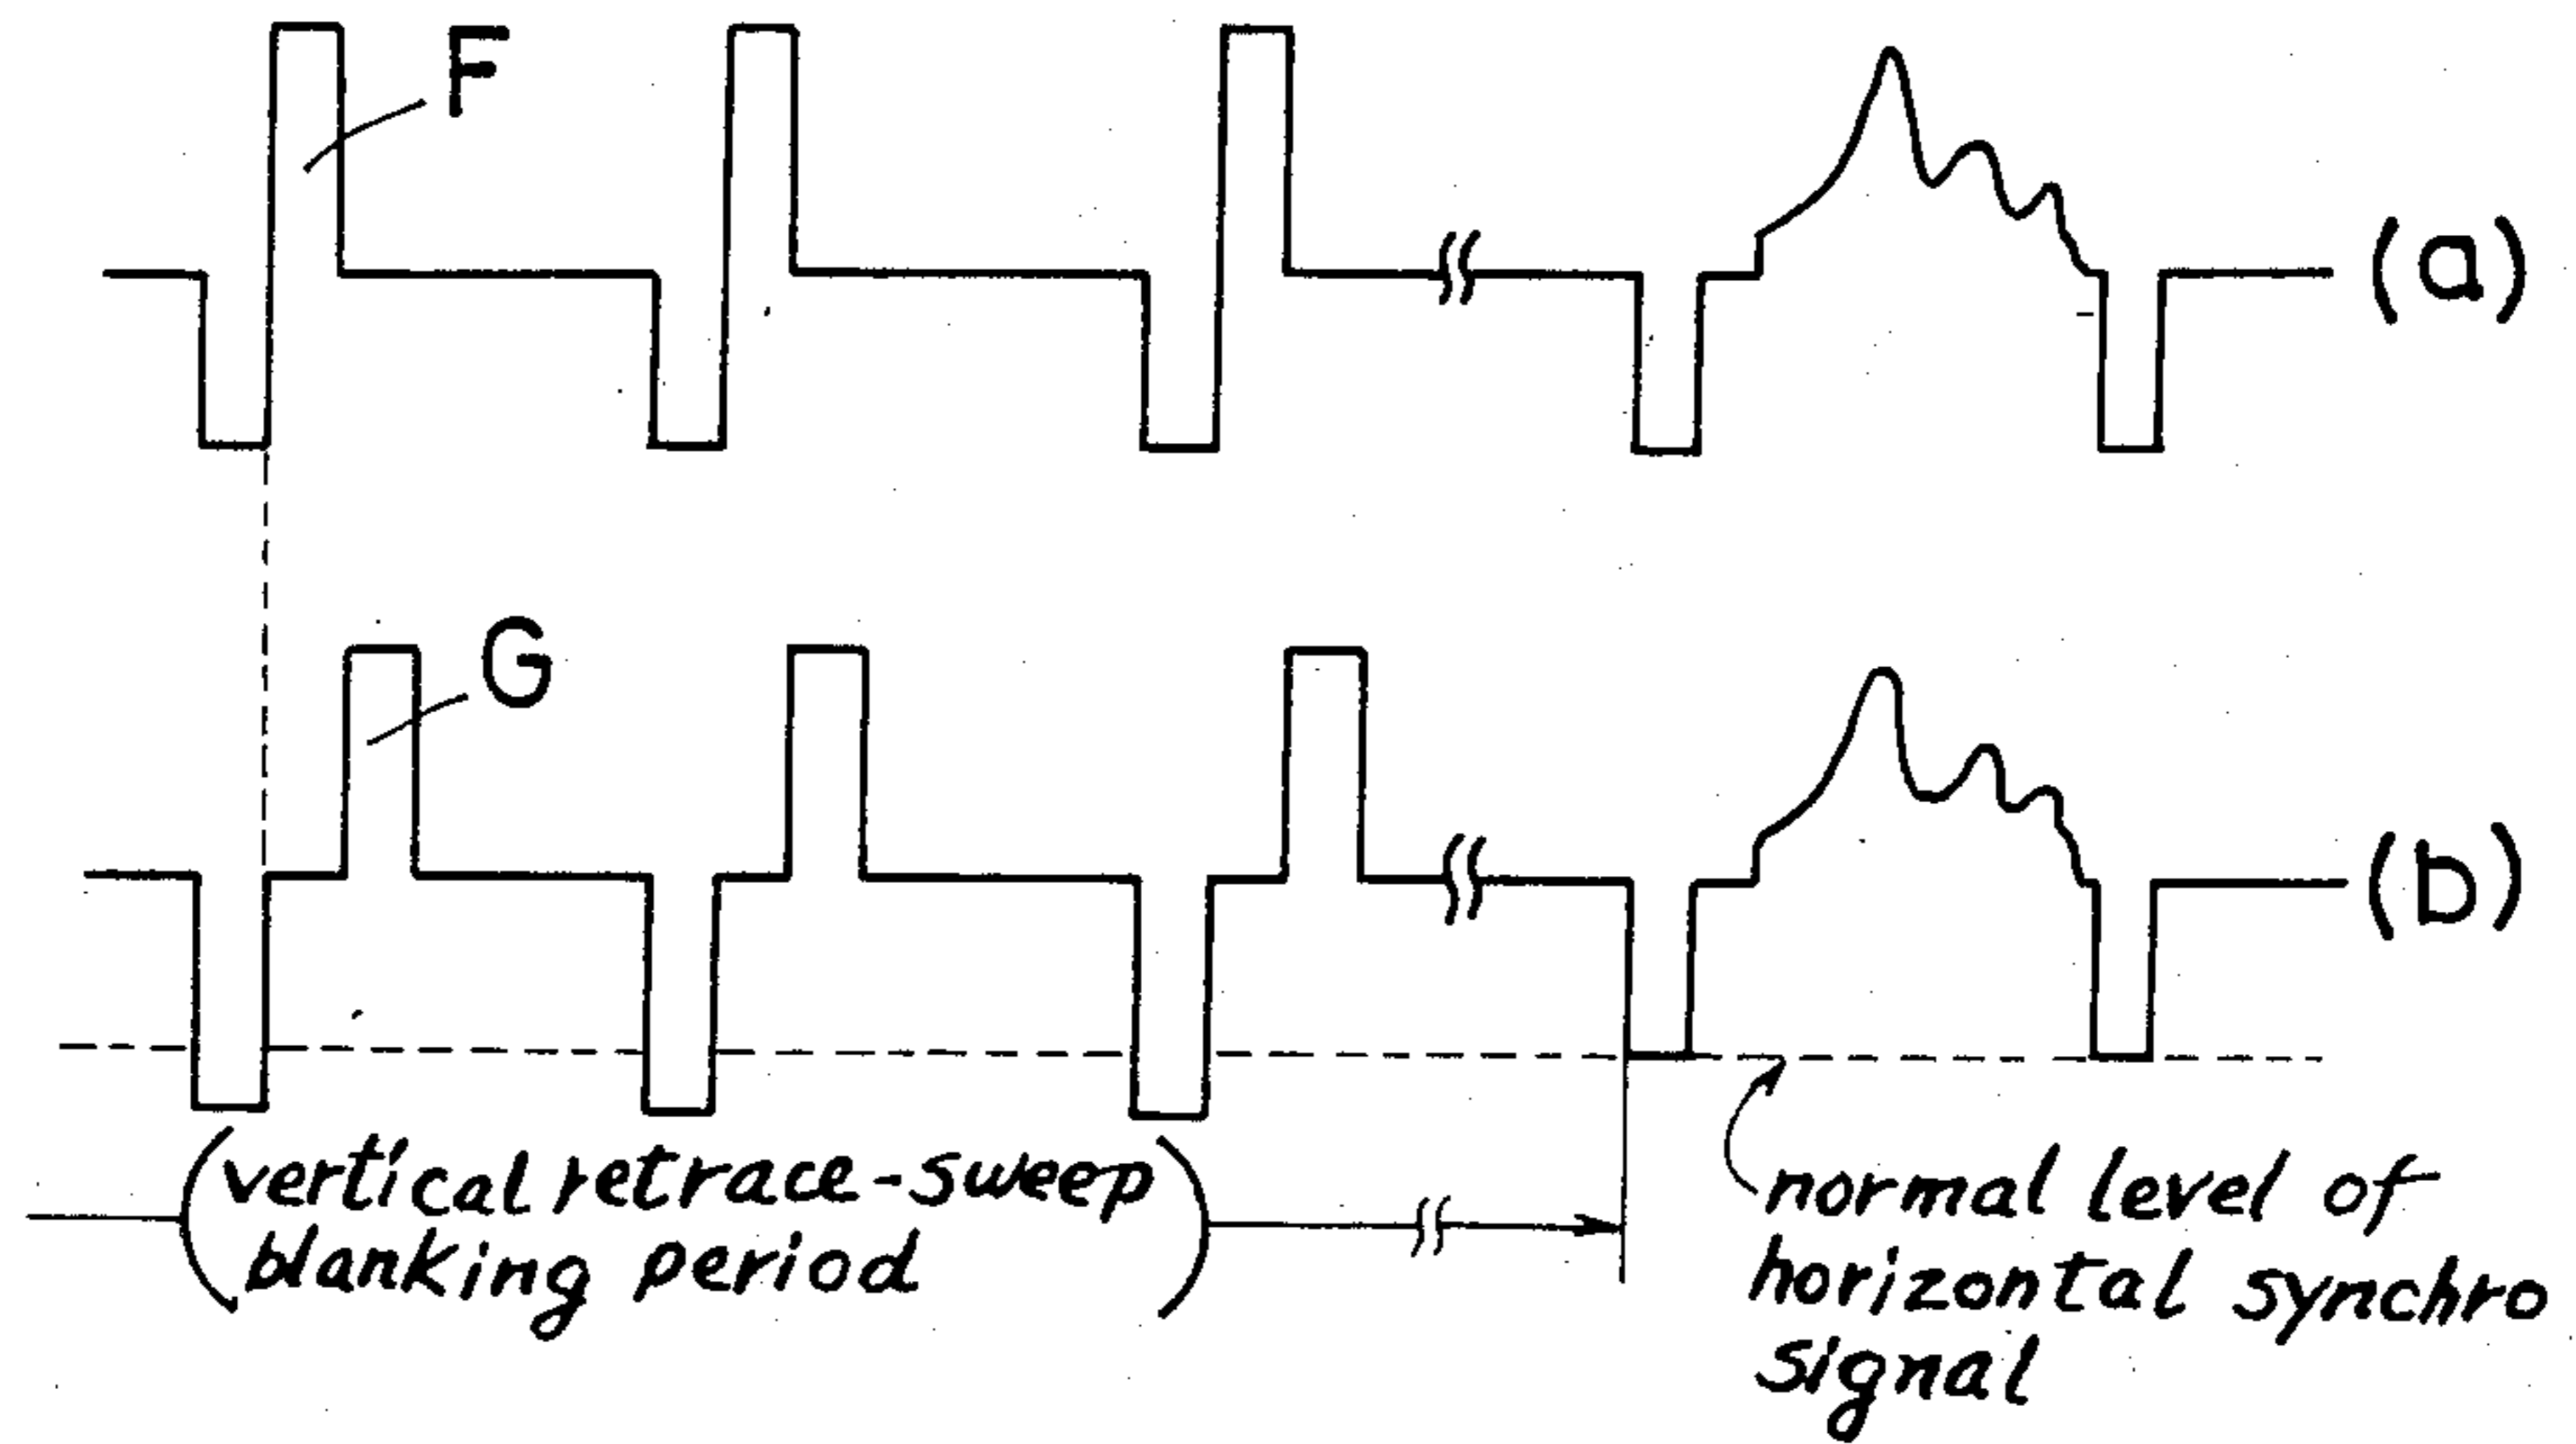 F
(a)
G
(b)
(vertical retrace-sweep
blanking period)
normal level of
horizontal synchro
signal